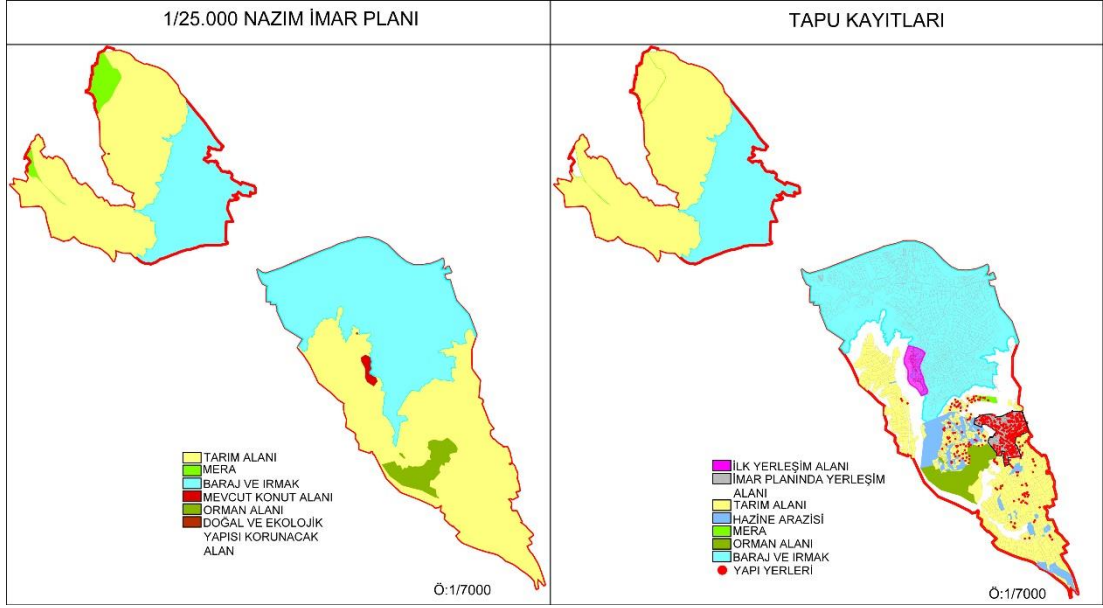 1/25.000 NAZIM İMAR PLANI
TAPU KAYITLARI
TARIM ALANI
MERA
BARAJ VE IRMAK
MEVCUT KONUT ALANI
ORMAN ALANI
DOĞAL VE EKOLOJİK
YAPISI KORUNACAK
ALAN
Ö:1/7000
İLK YERLEŞİM ALANI
İMAR PLANINDA YERLEŞİM
ALANI
TARIM ALANI
HAZİNE ARAZİSİ
MERA
ORMAN ALANI
BARAJ VE IRMAK
YAPI YERLERİ
Ö:1/7000